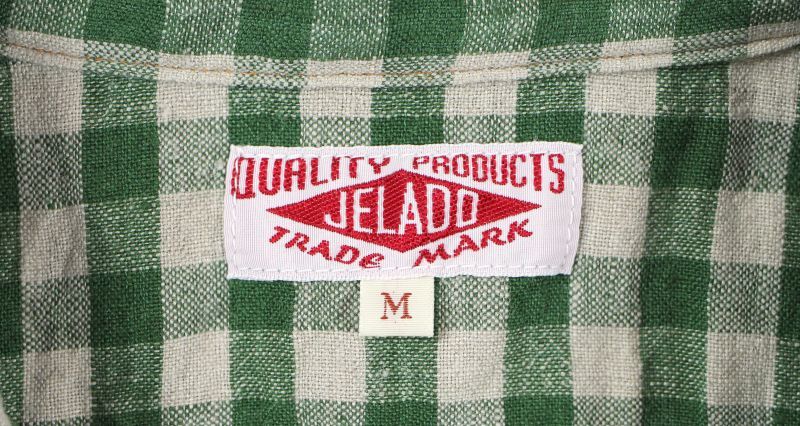 QUALITY PRODUCTS
JELADO
TRADE MARK
M